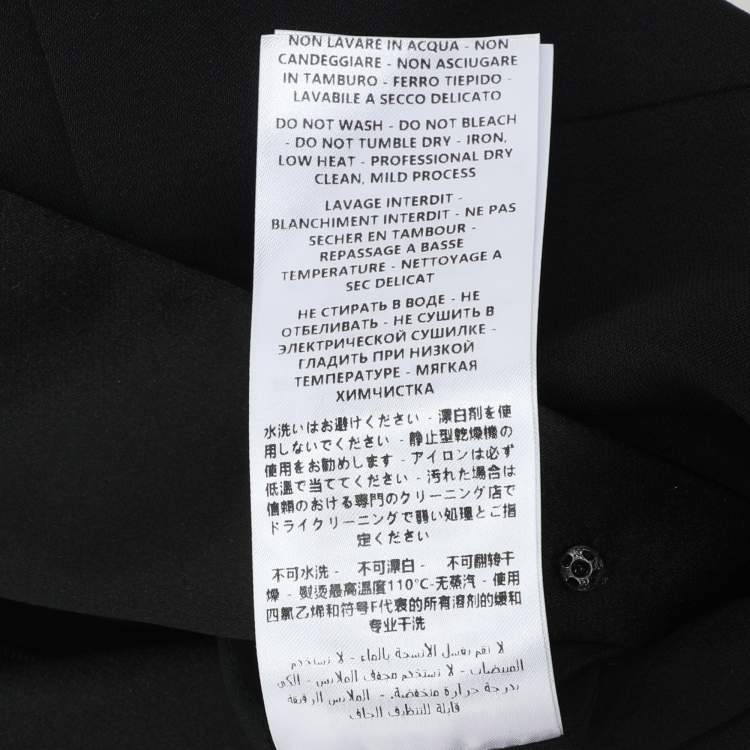 NON LAVARE IN ACQUA - NON
CANDEGGIARE - NON ASCIUGARE
IN TAMBURO - FERRO TIEPIDO -
LAVABILE A SECCO DELICATO
DO NOT WASH - DO NOT BLEACH
- DO NOT TUMBLE DRY - IRON,
LOW HEAT - PROFESSIONAL DRY
CLEAN, MILD PROCESS
LAVAGE INTERDIT -
BLANCHIMENT INTERDIT - NE PAS
SECHER EN TAMBOUR -
REPASSAGE A BASSE
TEMPERATURE - NETTOYAGE A
SEC DELICAT
НЕ СТИРАТЬ В ВОДЕ - НЕ
ОТБЕЛИВАТЬ - НЕ СУШИТЬ В
ЭЛЕКТРИЧЕСКОЙ СУШИЛКЕ -
ГЛАДИТЬ ПРИ НИЗКОЙ
ТЕМПЕРАТУРЕ - МЯГКАЯ
ХИМЧИСТКА
水洗いはお避けください - 漂白剤を使
用しないでください - 静止型乾燥機の
使用をお勧めします - アイロンは必ず
低温で当ててください - 汚れた場合は
信頼のおける専門のクリーニング店で
ドライクリーニングで弱い処理とご指
定ください
不可水洗 - 不可漂白 - 不可翻转干
燥 - 熨烫最高温度110°C-无蒸汽 - 使用
四氯乙烯和符号F代表的所有溶剂的缓和
专业干洗
لا تقم بغسل الأنسجة بالماء - لا تستخدم
المبيضات - لا تستخدم مجفف الملابس - الكي
بدرجة حرارة منخفضة. - الملابس الرقيقة
قابلة للتنظيف الجاف